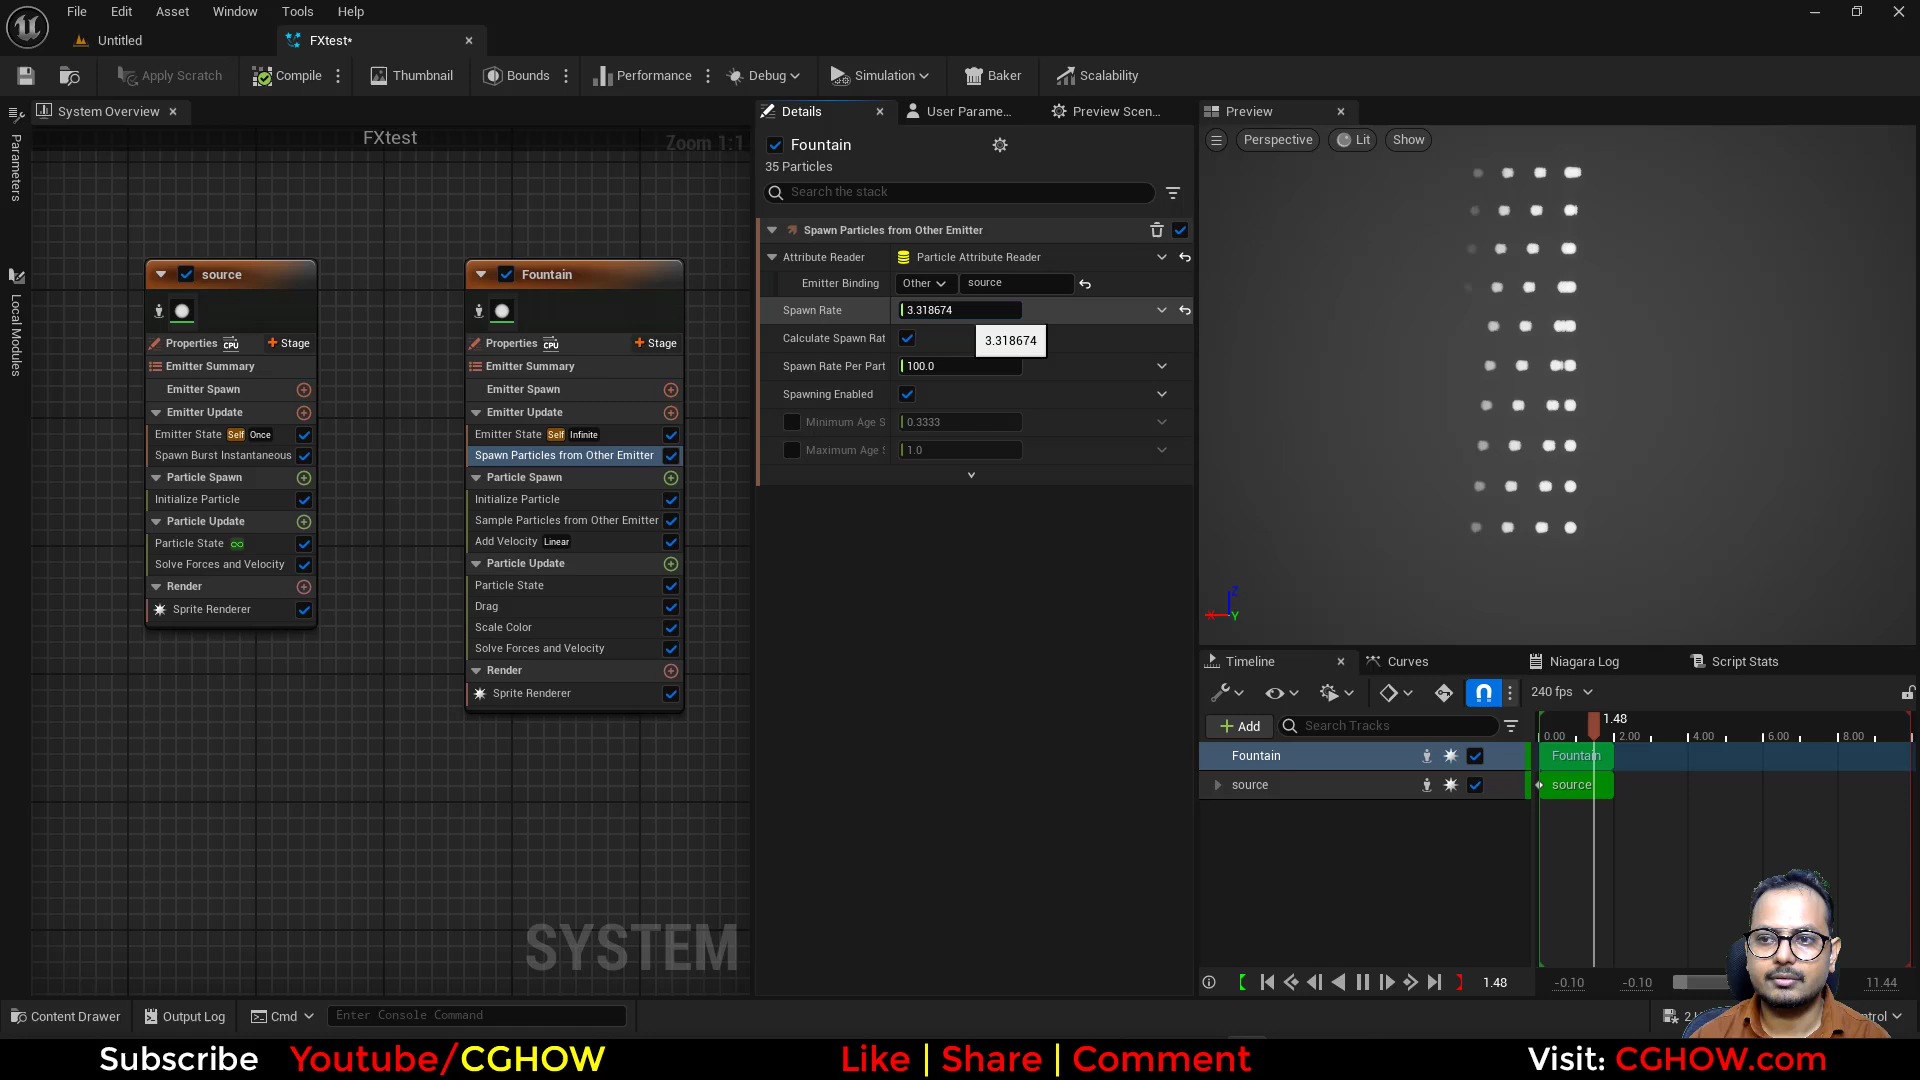 File Edit Asset Window Tools Help
Untitled
FXtest*
Apply Scratch Compile Thumbnail Bounds Performance Debug Simulation Baker Scalability
Parameters
Local Modules
System Overview
FXtest
Zoom 1:1
source
Properties CPU Stage
Emitter Summary
Emitter Spawn
Emitter Update
Emitter State Self Once
Spawn Burst Instantaneous
Particle Spawn
Initialize Particle
Particle Update
Particle State
Solve Forces and Velocity
Render
Sprite Renderer
Fountain
Properties CPU Stage
Emitter Summary
Emitter Spawn
Emitter Update
Emitter State Self Infinite
Spawn Particles from Other Emitter
Particle Spawn
Initialize Particle
Sample Particles from Other Emitter
Add Velocity Linear
Particle Update
Particle State
Drag
Scale Color
Solve Forces and Velocity
Render
Sprite Renderer
SYSTEM
Details User Parame... Preview Scen...
Fountain
35 Particles
Search the stack
Spawn Particles from Other Emitter
Attribute Reader Particle Attribute Reader
Emitter Binding Other source
Spawn Rate 3.318674
Calculate Spawn Rat
3.318674
Spawn Rate Per Part 100.0
Spawning Enabled
Minimum Age S 0.3333
Maximum Age S 1.0
Preview
Perspective Lit Show
Z
X Y
Timeline Curves Niagara Log Script Stats
240 fps
Add Search Tracks
1.48
0.00 2.00 4.00 6.00 8.00
Fountain Fountain
source source
1.48 -0.10 -0.10 11.44
Content Drawer Output Log Cmd Enter Console Command
Subscribe Youtube/CGHOW Like | Share | Comment Visit: CGHOW.com